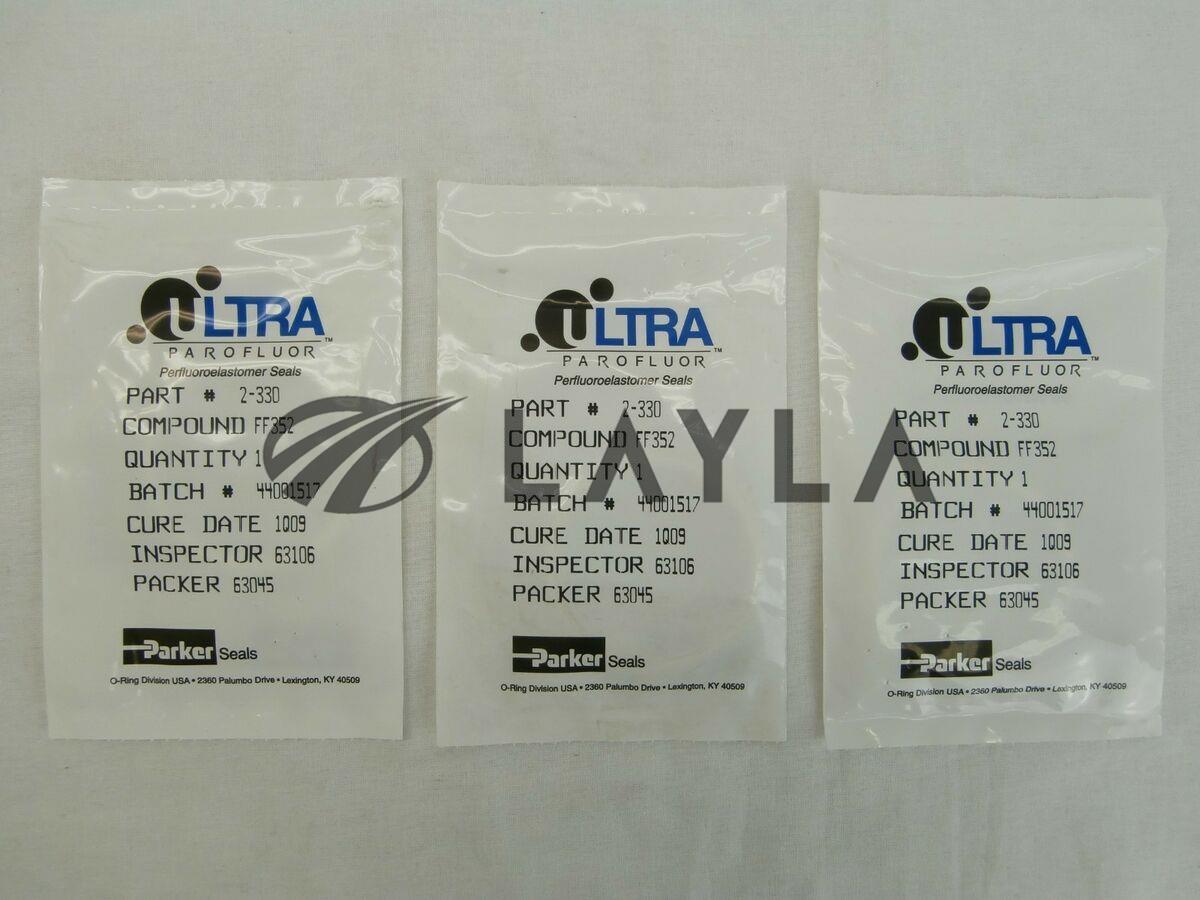 ULTRA™
PAROFLUOR
Perfluoroelastomer Seals
PART # 2-330
COMPOUND FF352
QUANTITY 1
BATCH # 44001517
CURE DATE 1Q09
INSPECTOR 63106
PACKER 63045
Parker Seals
O-Ring Division USA • 2360 Palumbo Drive • Lexington, KY 40509
ULTRA™
PAROFLUOR
Perfluoroelastomer Seals
PART # 2-330
COMPOUND FF352
QUANTITY 1
BATCH # 44001517
CURE DATE 1Q09
INSPECTOR 63106
PACKER 63045
Parker Seals
O-Ring Division USA • 2360 Palumbo Drive • Lexington, KY 40509
ULTRA™
PAROFLUOR
Perfluoroelastomer Seals
PART # 2-330
COMPOUND FF352
QUANTITY 1
BATCH # 44001517
CURE DATE 1Q09
INSPECTOR 63106
PACKER 63045
Parker Seals
O-Ring Division USA • 2360 Palumbo Drive • Lexington, KY 40509
LAYLA